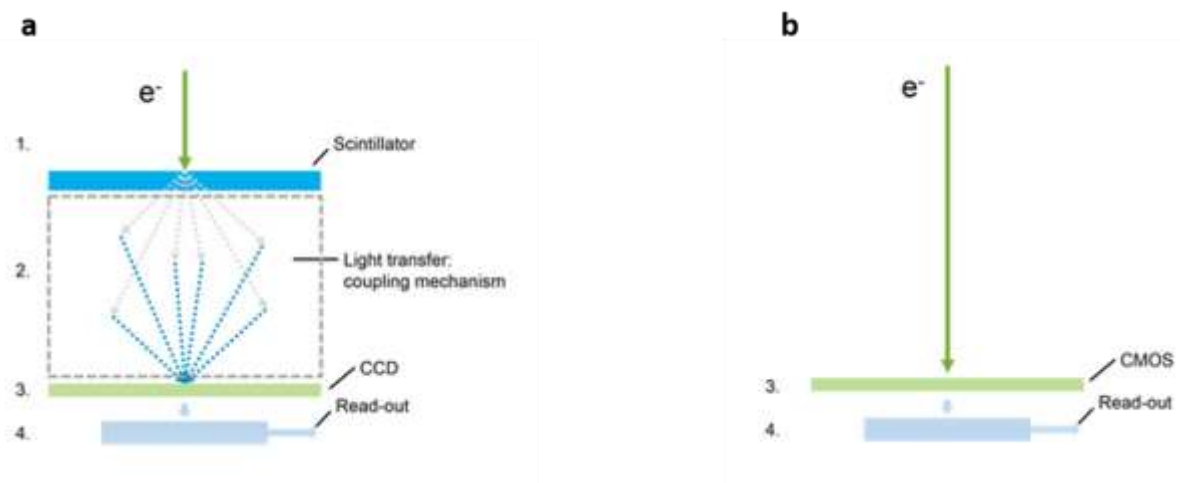 a
e-
1.
Scintillator
2.
Light transfer:
coupling mechanism
3.
CCD
4.
Read-out
b
e-
3.
CMOS
4.
Read-out